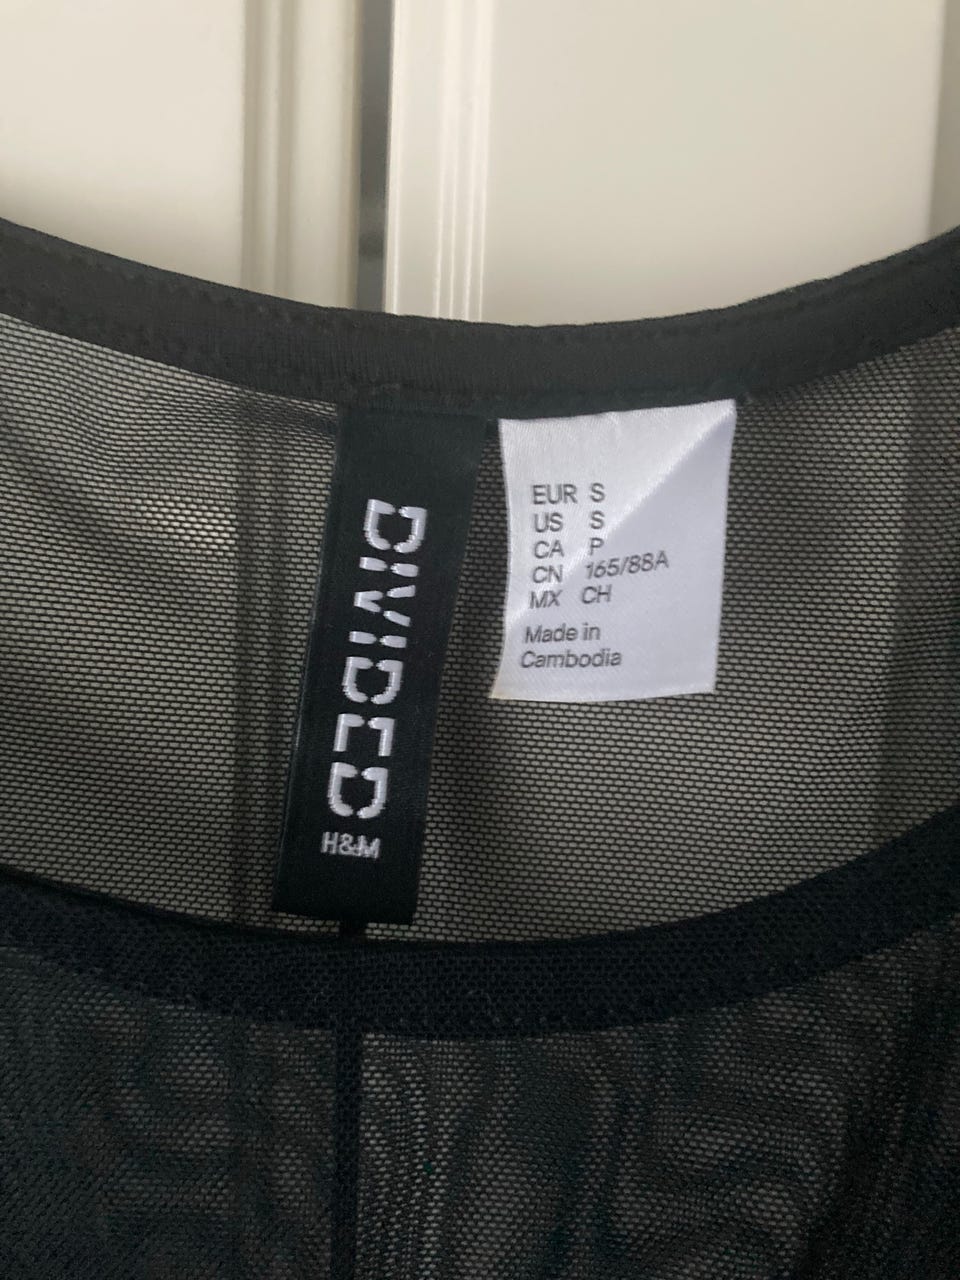 DIVIDED
H&M
EUR S
US S
CA P
CN 165/88A
MX CH
Made in
Cambodia